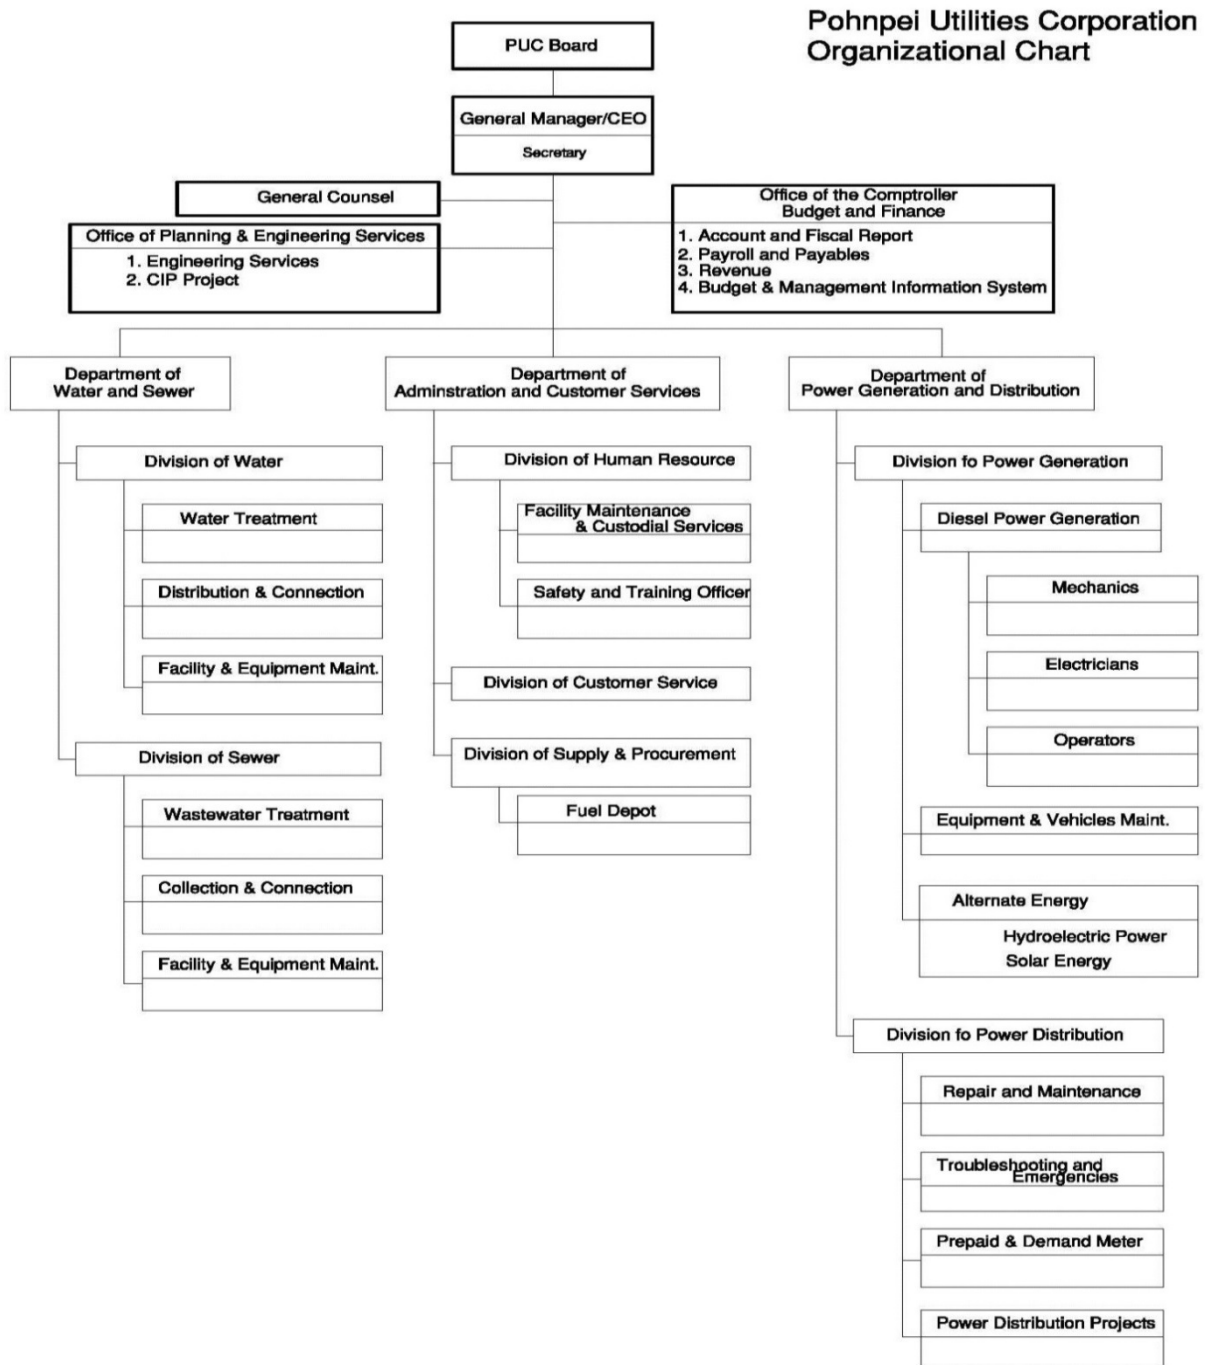 Pohnpei Utilities Corporation
Organizational Chart
PUC Board
General Manager/CEO
Secretary
General Counsel
Office of the Comptroller
Budget and Finance
1. Account and Fiscal Report
2. Payroll and Payables
3. Revenue
4. Budget & Management Information System
Office of Planning & Engineering Services
1. Engineering Services
2. CIP Project
Department of
Water and Sewer
Division of Water
Water Treatment
Distribution & Connection
Facility & Equipment Maint.
Division of Sewer
Wastewater Treatment
Collection & Connection
Facility & Equipment Maint.
Department of
Adminstration and Customer Services
Division of Human Resource
Facility Maintenance
& Custodial Services
Safety and Training Officer
Division of Customer Service
Division of Supply & Procurement
Fuel Depot
Department of
Power Generation and Distribution
Division fo Power Generation
Diesel Power Generation
Mechanics
Electricians
Operators
Equipment & Vehicles Maint.
Alternate Energy
Hydroelectric Power
Solar Energy
Division fo Power Distribution
Repair and Maintenance
Troubleshooting and
Emergencies
Prepaid & Demand Meter
Power Distribution Projects